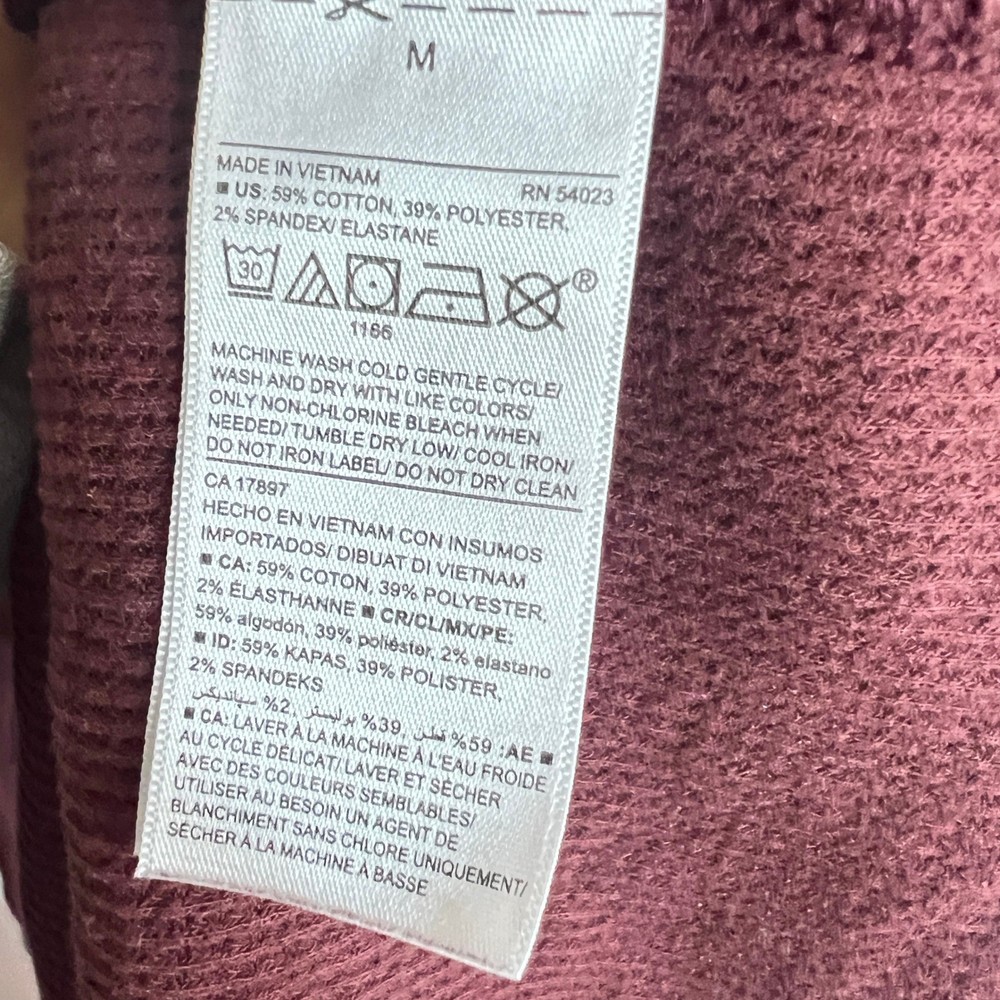 M
MADE IN VIETNAM
RN 54023
■ US: 59% COTTON, 39% POLYESTER,
2% SPANDEX/ ELASTANE
30
®
1166
MACHINE WASH COLD GENTLE CYCLE/
WASH AND DRY WITH LIKE COLORS/
ONLY NON-CHLORINE BLEACH WHEN
NEEDED/ TUMBLE DRY LOW/ COOL IRON/
DO NOT IRON LABEL/ DO NOT DRY CLEAN
CA 17897
HECHO EN VIETNAM CON INSUMOS
IMPORTADOS/ DIBUAT DI VIETNAM
■ CA: 59% COTON, 39% POLYESTER,
2% ÉLASTHANNE ■ CR/CL/MX/PE:
59% algodón, 39% poliéster, 2% elastano
■ ID: 59% KAPAS, 39% POLISTER,
2% SPANDEKS
■ AE: 59% قطن, 39% بوليستر, 2% سباندیکس
■ CA: LAVER À LA MACHINE À L'EAU FROIDE
AU CYCLE DÉLICAT/ LAVER ET SÉCHER
AVEC DES COULEURS SEMBLABLES/
UTILISER AU BESOIN UN AGENT DE
BLANCHIMENT SANS CHLORE UNIQUEMENT/
SÉCHER À LA MACHINE À BASSE